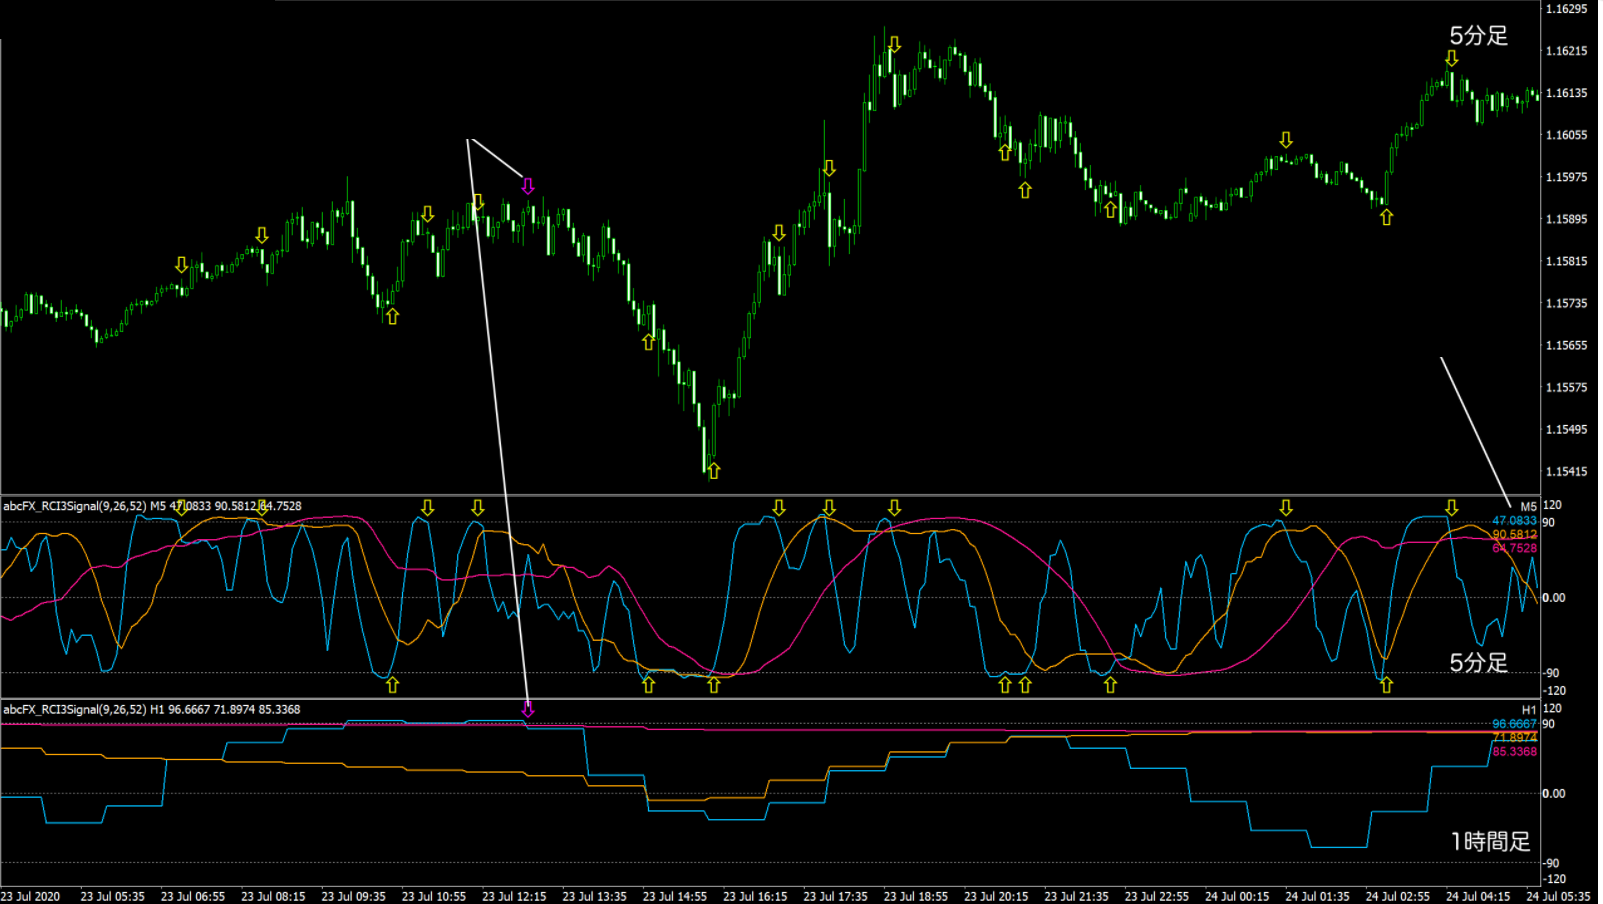 1.16295
5分足
1.16215
1.16135
1.16055
1.15975
1.15895
1.15815
1.15735
1.15655
1.15575
1.15495
1.15415
abcFX_RCI3Signal(9,26,52) M5 47.0833 90.5812 64.7528
M5
120
47.0833
90
90.5812
64.7528
0.00
5分足
-90
-120
abcFX_RCI3Signal(9,26,52) H1 96.6667 71.8974 85.3368
H1
120
96.6667
90
71.8974
85.3368
0.00
1時間足
-90
-120
23 Jul 2020
23 Jul 05:35
23 Jul 06:55
23 Jul 08:15
23 Jul 09:35
23 Jul 10:55
23 Jul 12:15
23 Jul 13:35
23 Jul 14:55
23 Jul 16:15
23 Jul 17:35
23 Jul 18:55
23 Jul 20:15
23 Jul 21:35
23 Jul 22:55
24 Jul 00:15
24 Jul 01:35
24 Jul 02:55
24 Jul 04:15
24 Jul 05:35